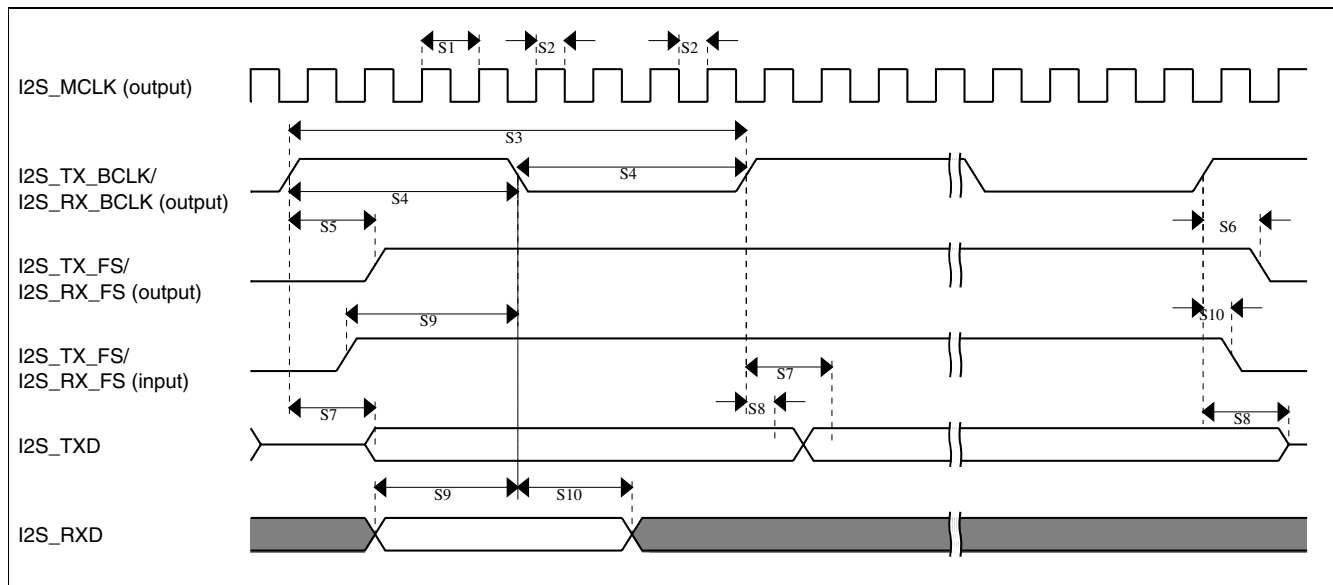 S1
S2
S2
I2S_MCLK (output)
S3
I2S_TX_BCLK/
I2S_RX_BCLK (output)
S4
S4
S5
S6
I2S_TX_FS/
I2S_RX_FS (output)
S9
S10
I2S_TX_FS/
I2S_RX_FS (input)
S7
S7
S8
S8
I2S_TXD
S9
S10
I2S_RXD